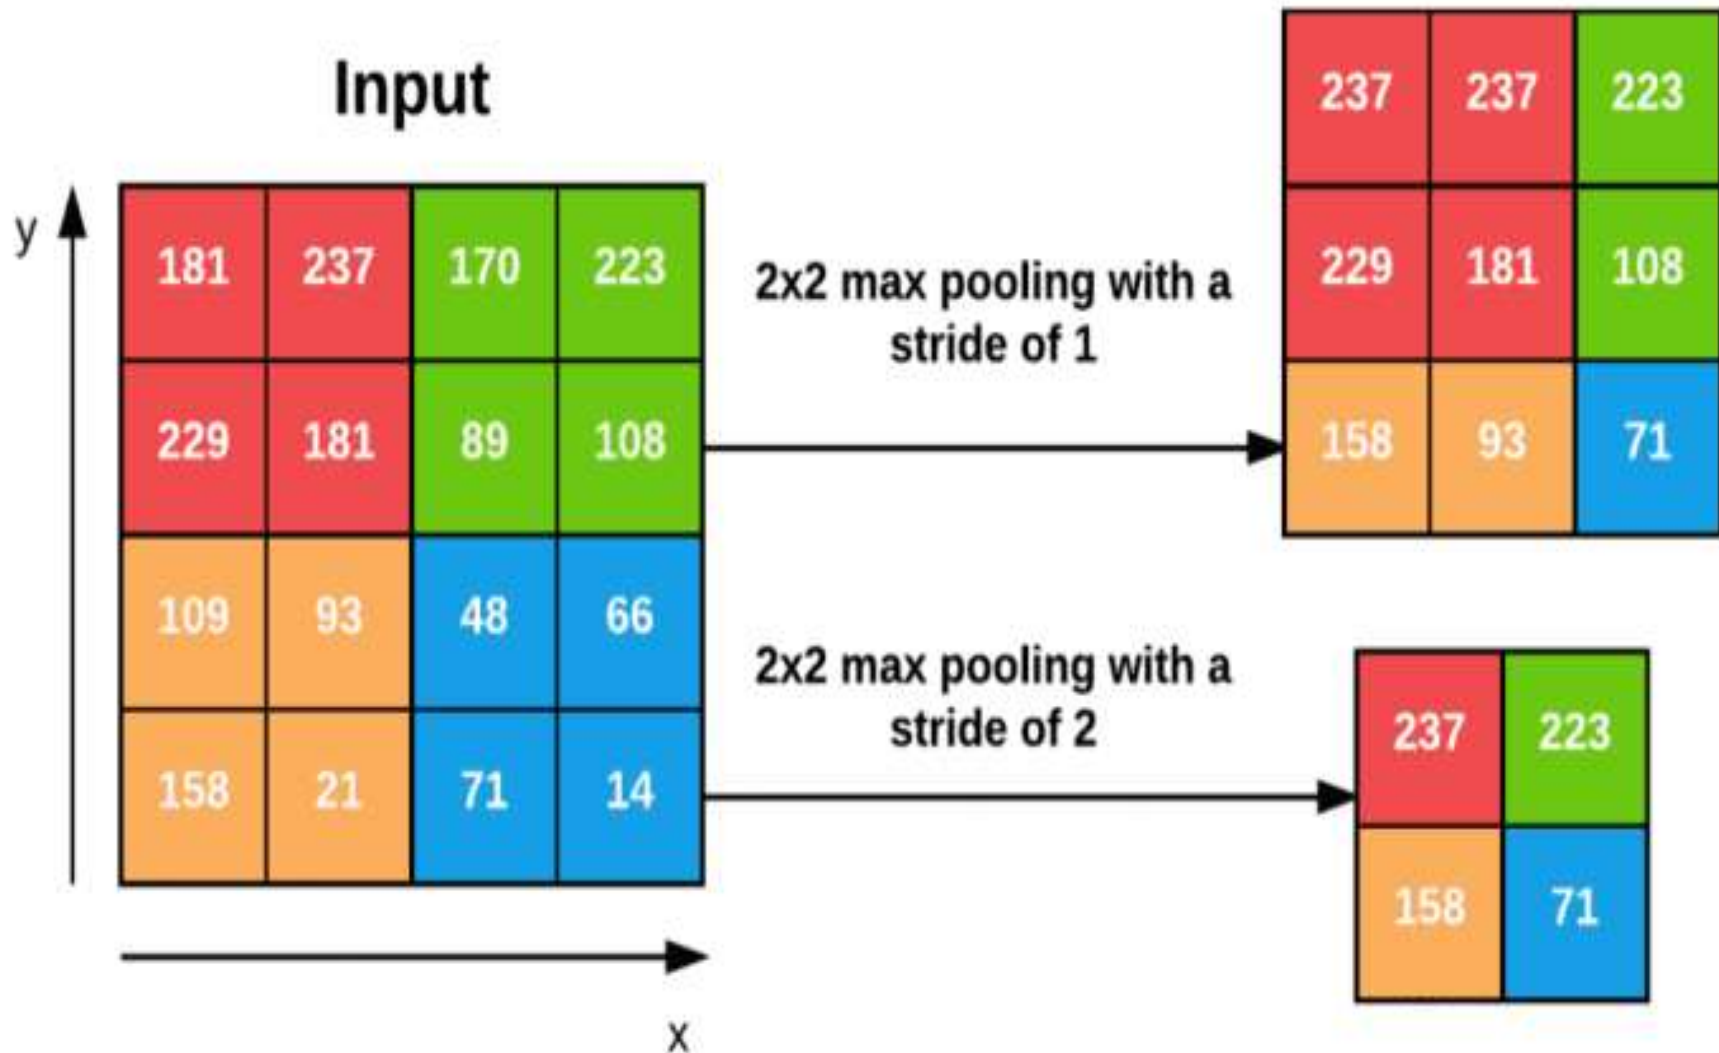 Input
y
181 237 170 223
229 181 89 108
109 93 48 66
158 21 71 14
x
2x2 max pooling with a
stride of 1
237 237 223
229 181 108
158 93 71
2x2 max pooling with a
stride of 2
237 223
158 71